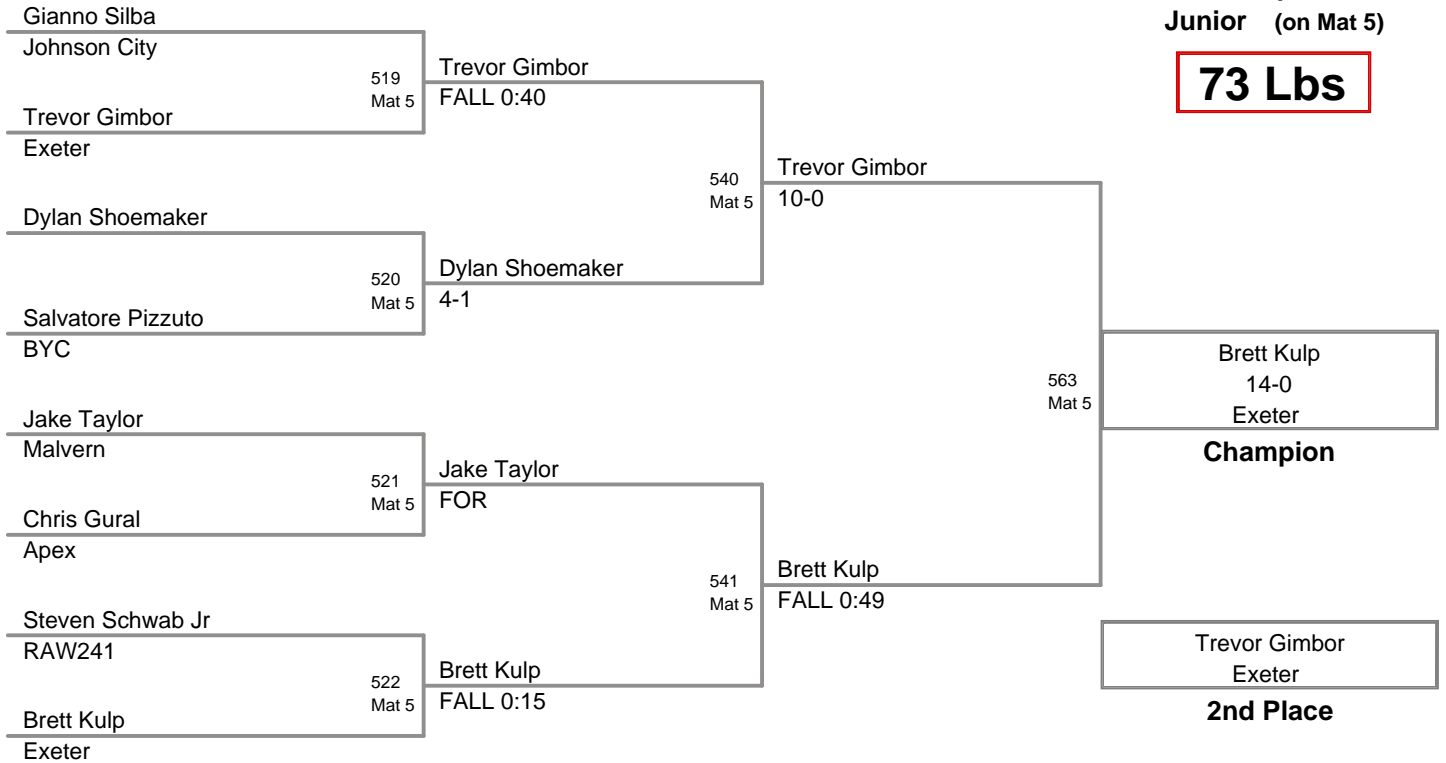 Junior (on Mat 5)
73 Lbs
Gianno Silba
Johnson City
519
Mat 5
Trevor Gimbor
FALL 0:40
Trevor Gimbor
Exeter
540
Mat 5
Trevor Gimbor
10-0
Dylan Shoemaker
520
Mat 5
Dylan Shoemaker
4-1
Salvatore Pizzuto
BYC
563
Mat 5
Brett Kulp
14-0
Exeter
Champion
Jake Taylor
Malvern
521
Mat 5
Jake Taylor
FOR
Chris Gural
Apex
541
Mat 5
Brett Kulp
FALL 0:49
Steven Schwab Jr
RAW241
522
Mat 5
Brett Kulp
FALL 0:15
Brett Kulp
Exeter
Trevor Gimbor
Exeter
2nd Place